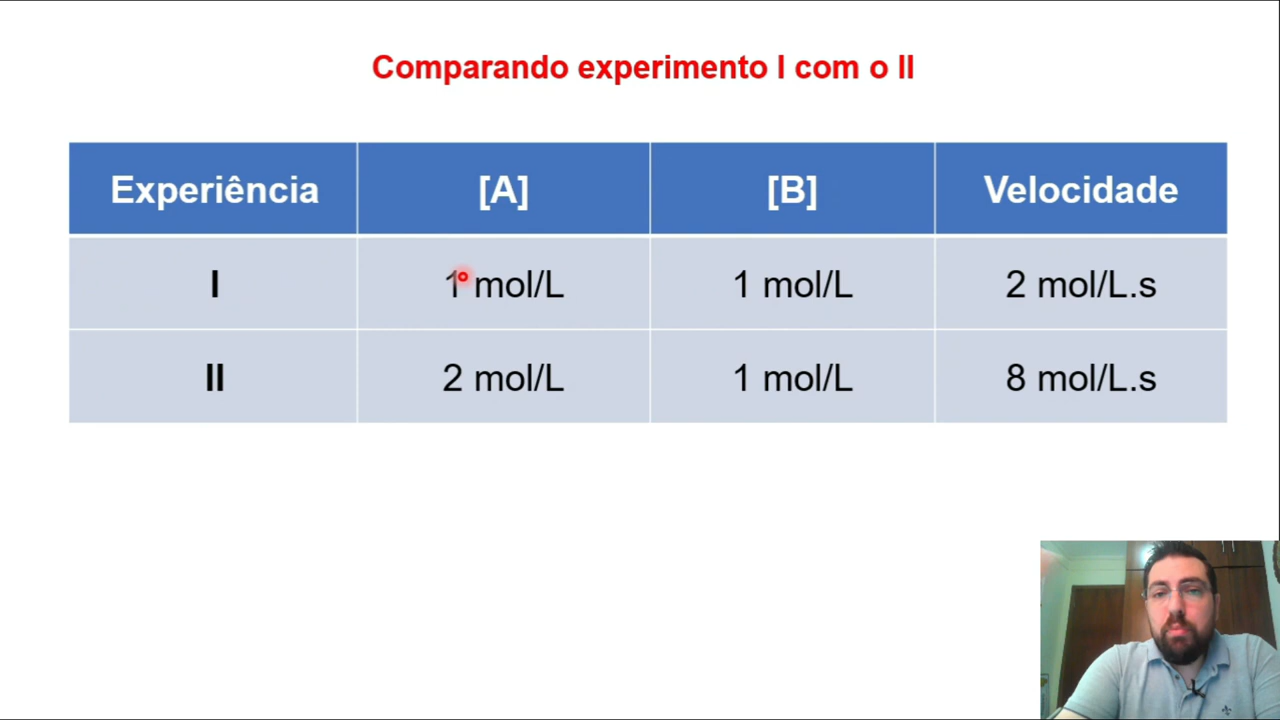 Comparando experimento I com o II
Experiência [A] [B] Velocidade
I 1 mol/L 1 mol/L 2 mol/L.s
II 2 mol/L 1 mol/L 8 mol/L.s